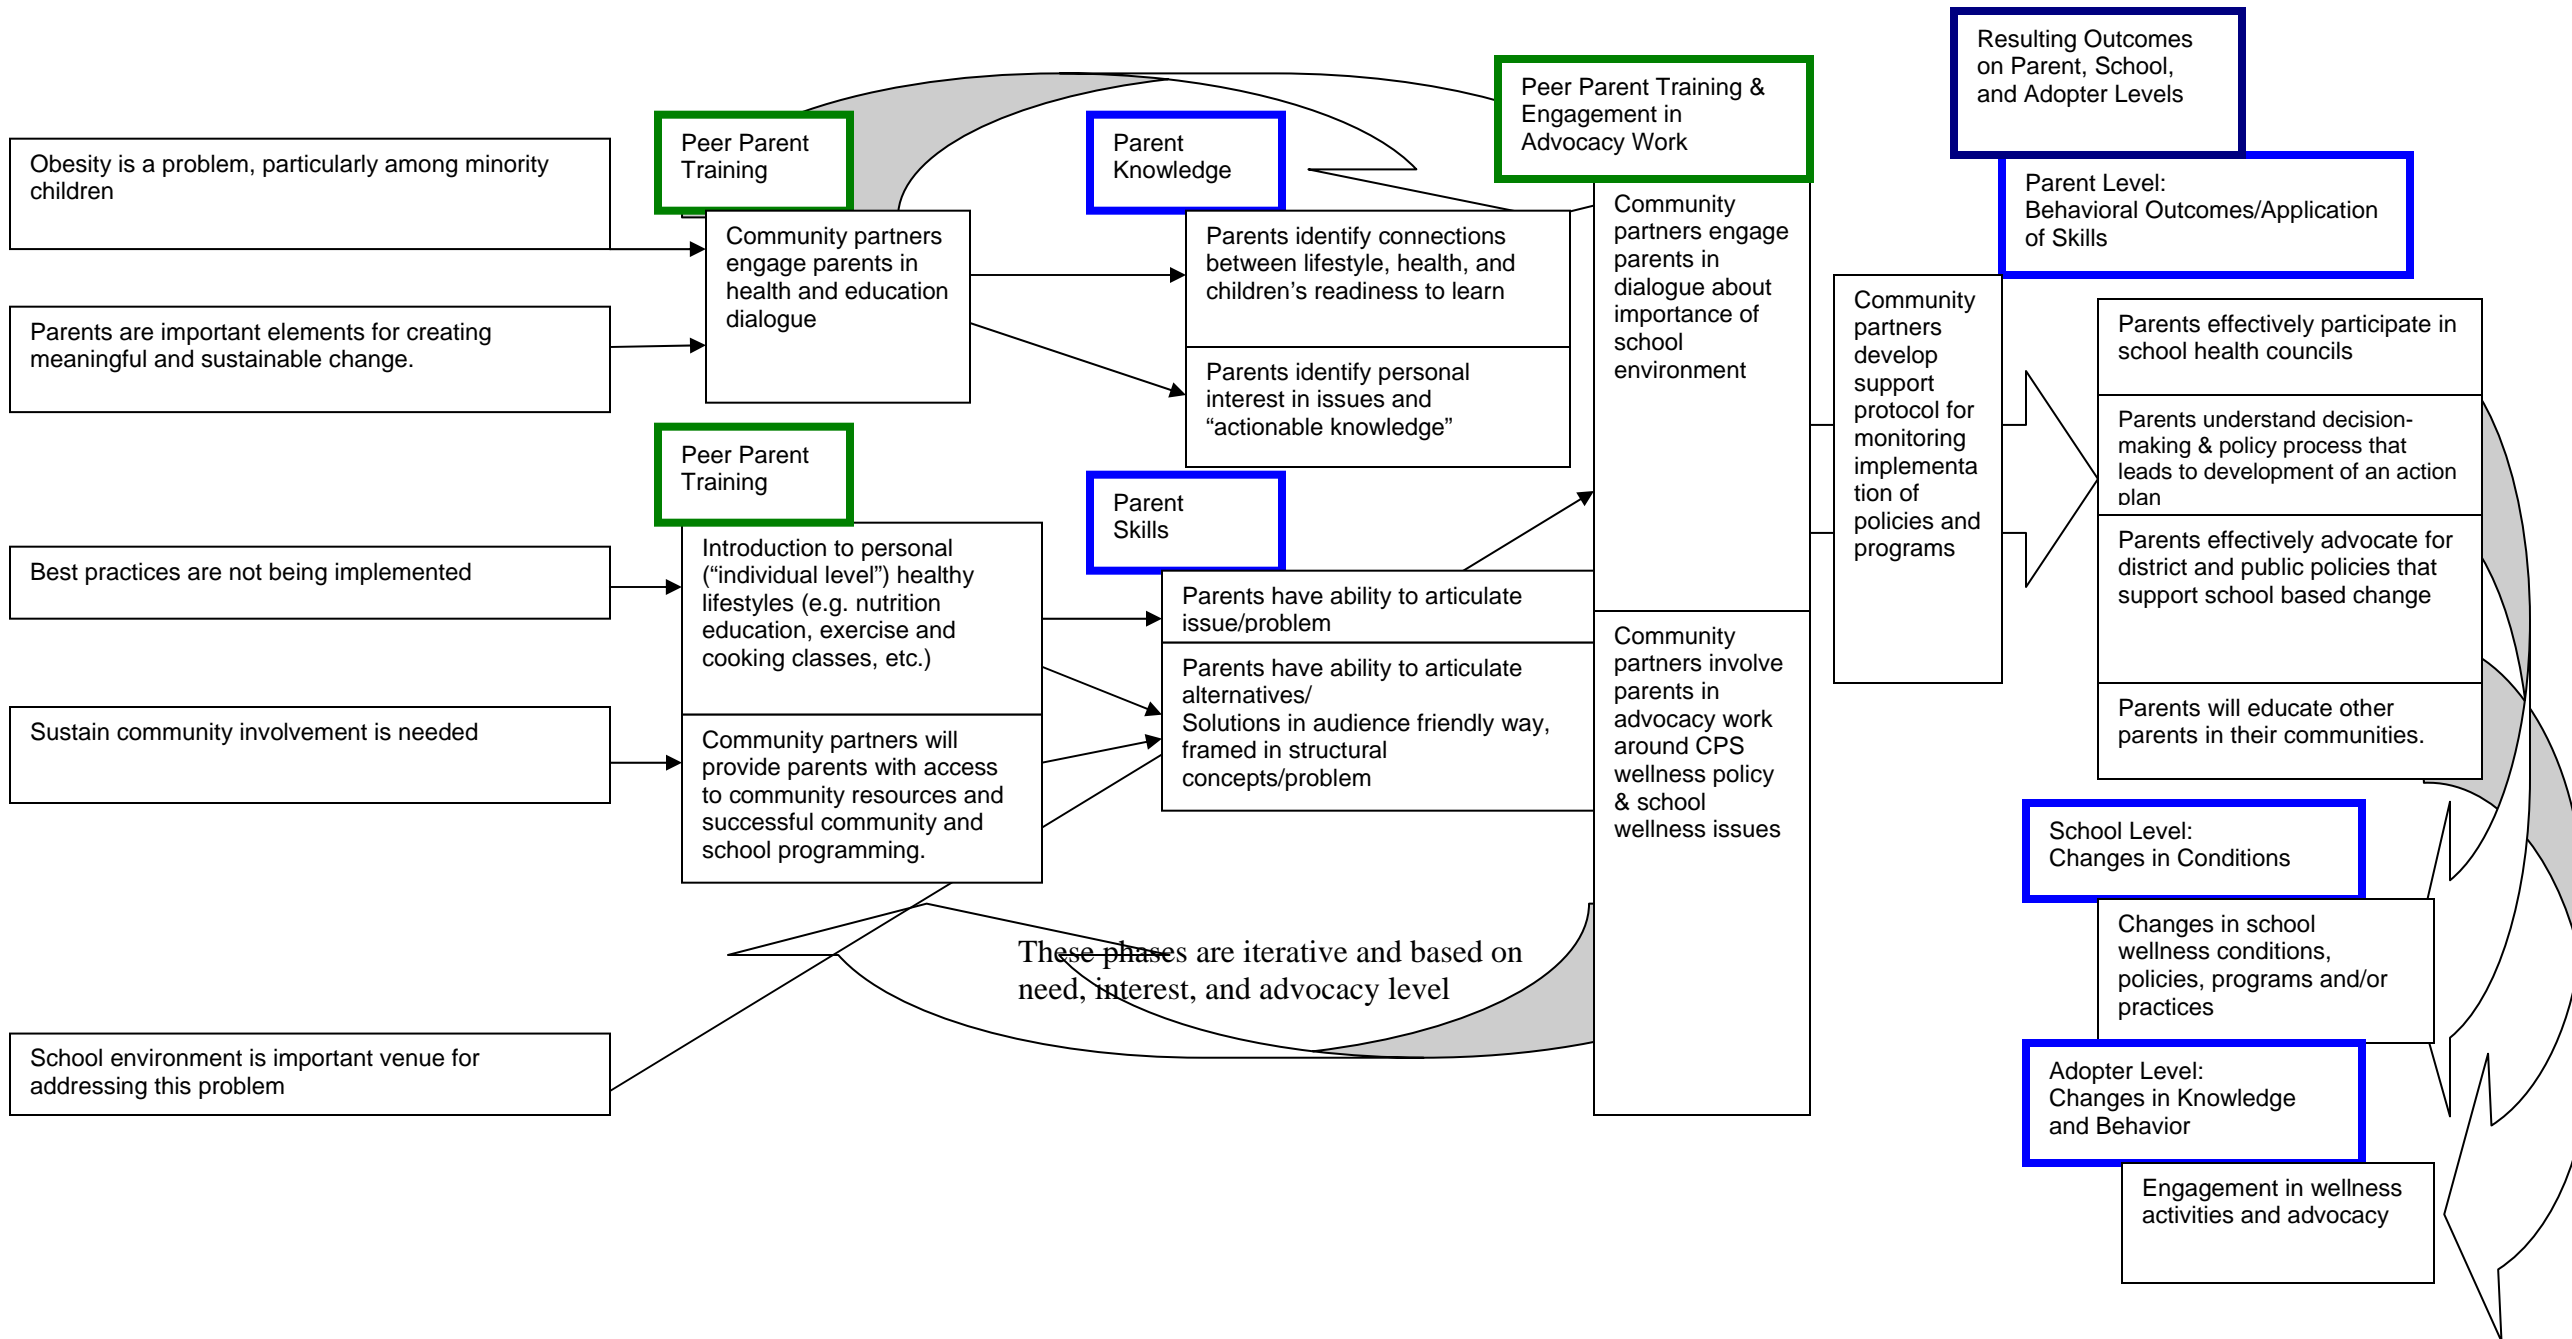 Obesity is a problem, particularly among minority
children
Parents are important elements for creating
meaningful and sustainable change.
Best practices are not being implemented
Sustain community involvement is needed
School environment is important venue for
addressing this problem
Peer Parent
Training
Community partners
engage parents in
health and education
dialogue
Peer Parent
Training
Introduction to personal
(“individual level”) healthy
lifestyles (e.g. nutrition
education, exercise and
cooking classes, etc.)
Community partners will
provide parents with access
to community resources and
successful community and
school programming.
Parent
Knowledge
Parents identify connections
between lifestyle, health, and
children’s readiness to learn
Parents identify personal
interest in issues and
“actionable knowledge”
Parent
Skills
Parents have ability to articulate
issue/problem
Parents have ability to articulate
alternatives/
Solutions in audience friendly way,
framed in structural
concepts/problem
These phases are iterative and based on
need, interest, and advocacy level
Peer Parent Training &
Engagement in
Advocacy Work
Community
partners engage
parents in
dialogue about
importance of
school
environment
Community
partners involve
parents in
advocacy work
around CPS
wellness policy
& school
wellness issues
Community
partners
develop
support
protocol for
monitoring
implementa
tion of
policies and
programs
Resulting Outcomes
on Parent, School,
and Adopter Levels
Parent Level:
Behavioral Outcomes/Application
of Skills
Parents effectively participate in
school health councils
Parents understand decision-
making & policy process that
leads to development of an action
plan
Parents effectively advocate for
district and public policies that
support school based change
Parents will educate other
parents in their communities.
School Level:
Changes in Conditions
Changes in school
wellness conditions,
policies, programs and/or
practices
Adopter Level:
Changes in Knowledge
and Behavior
Engagement in wellness
activities and advocacy